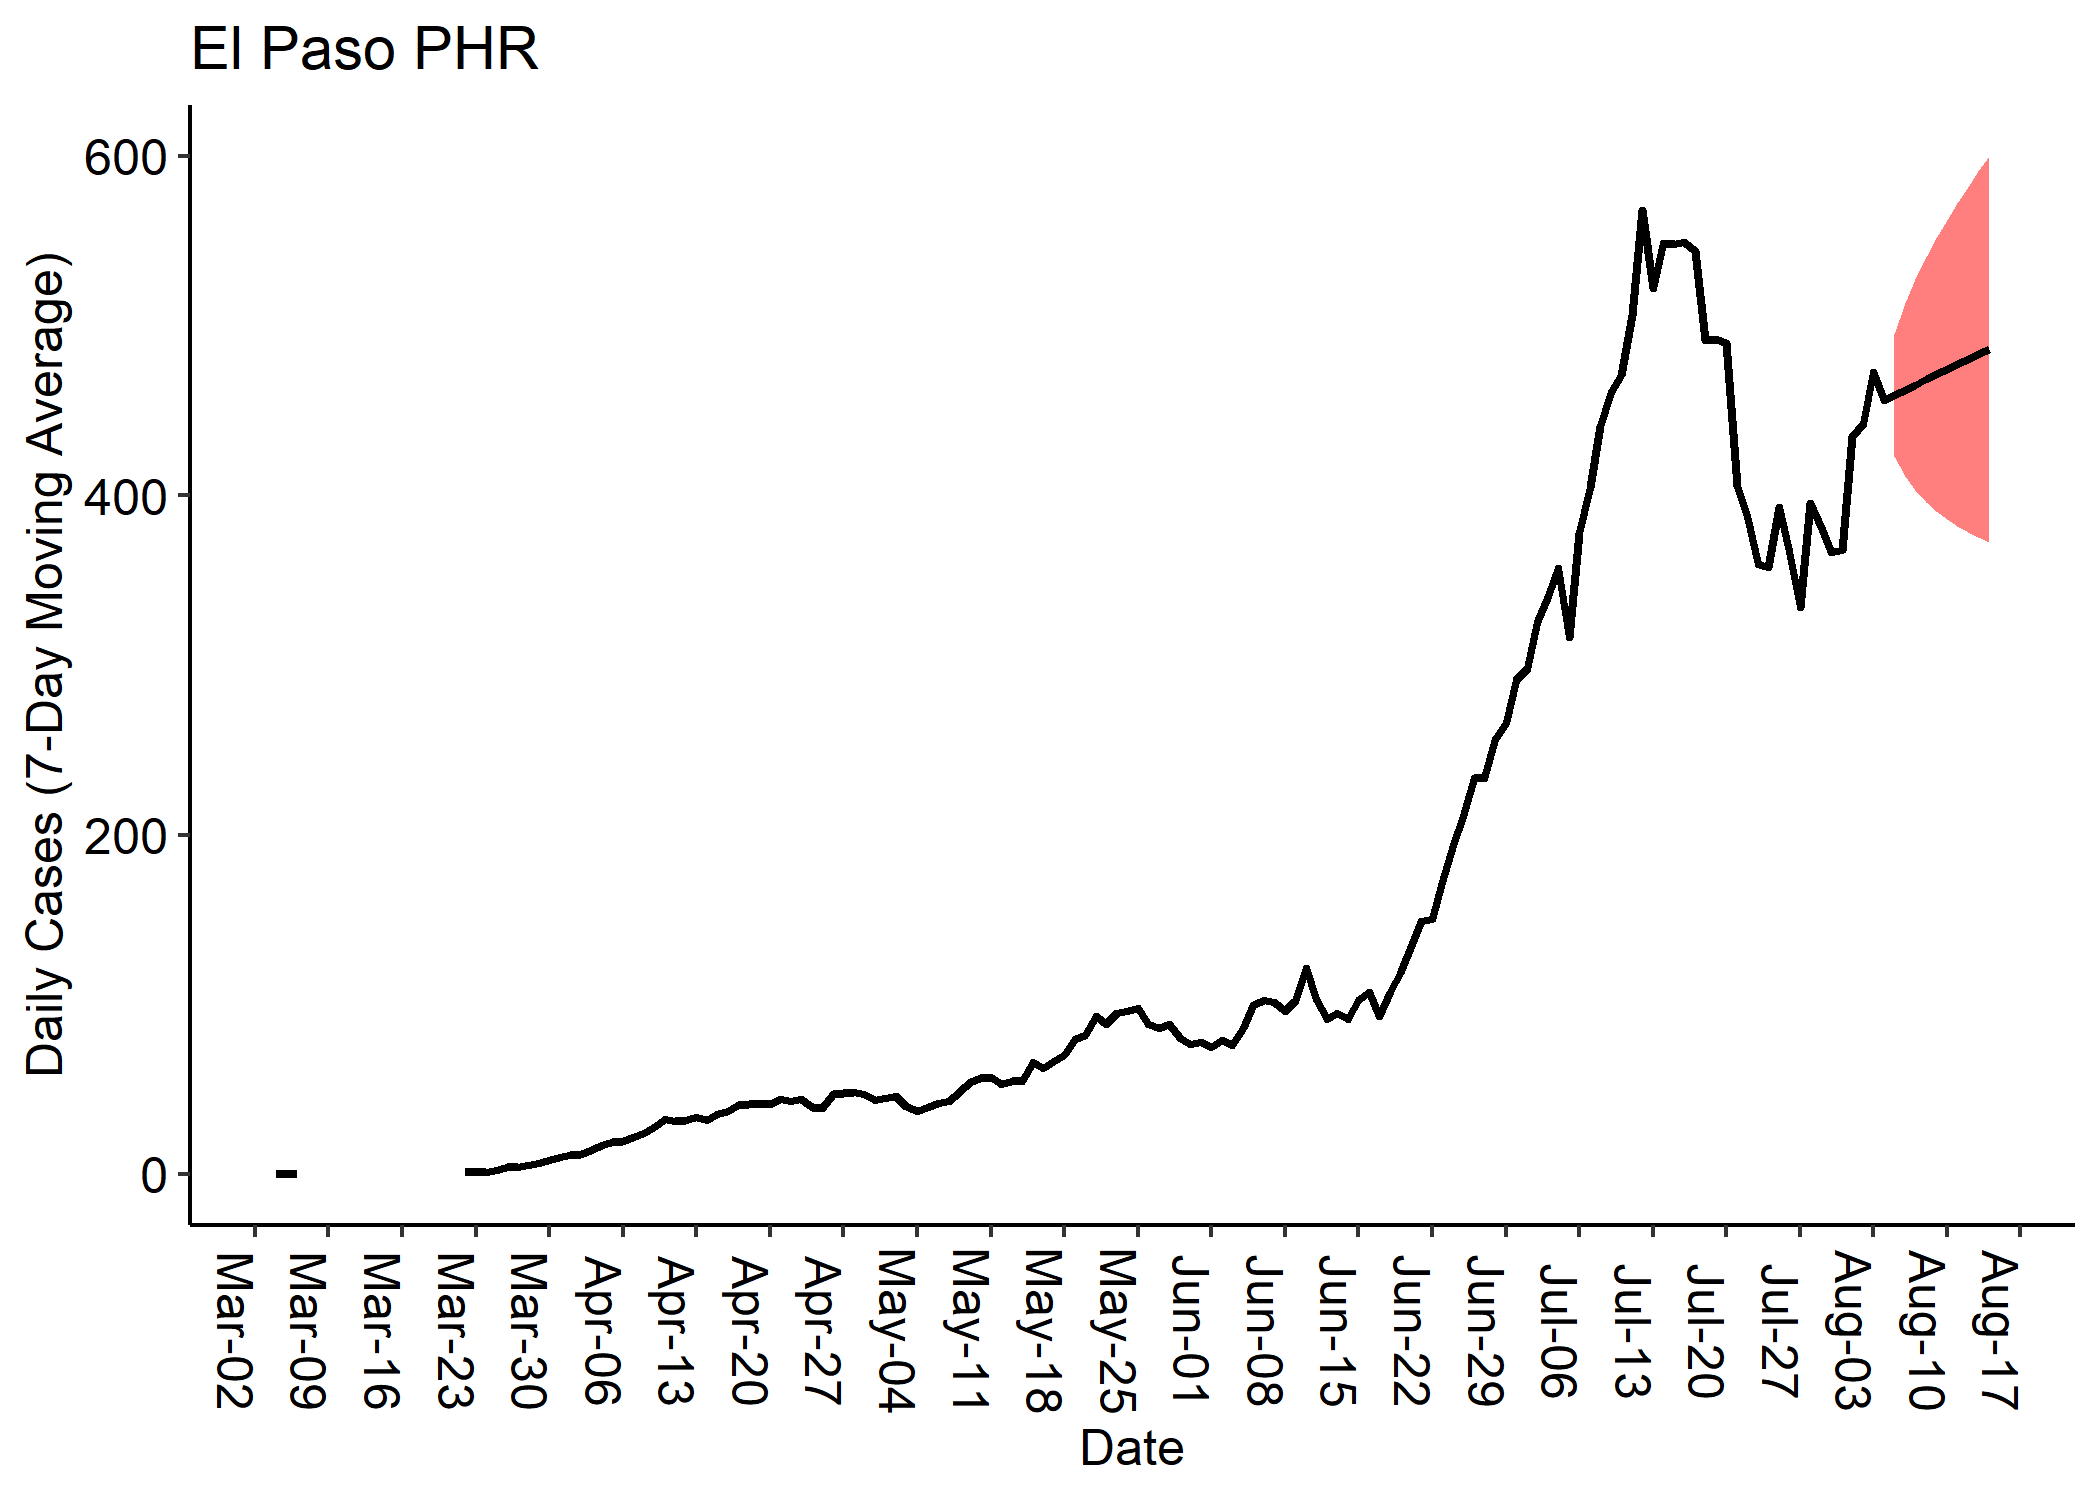 El Paso PHR
Daily Cases (7-Day Moving Average)
600
400
200
0
Mar-02
Mar-09
Mar-16
Mar-23
Mar-30
Apr-06
Apr-13
Apr-20
Apr-27
May-04
May-11
May-18
May-25
Jun-01
Jun-08
Jun-15
Jun-22
Jun-29
Jul-06
Jul-13
Jul-20
Jul-27
Aug-03
Aug-10
Aug-17
Date